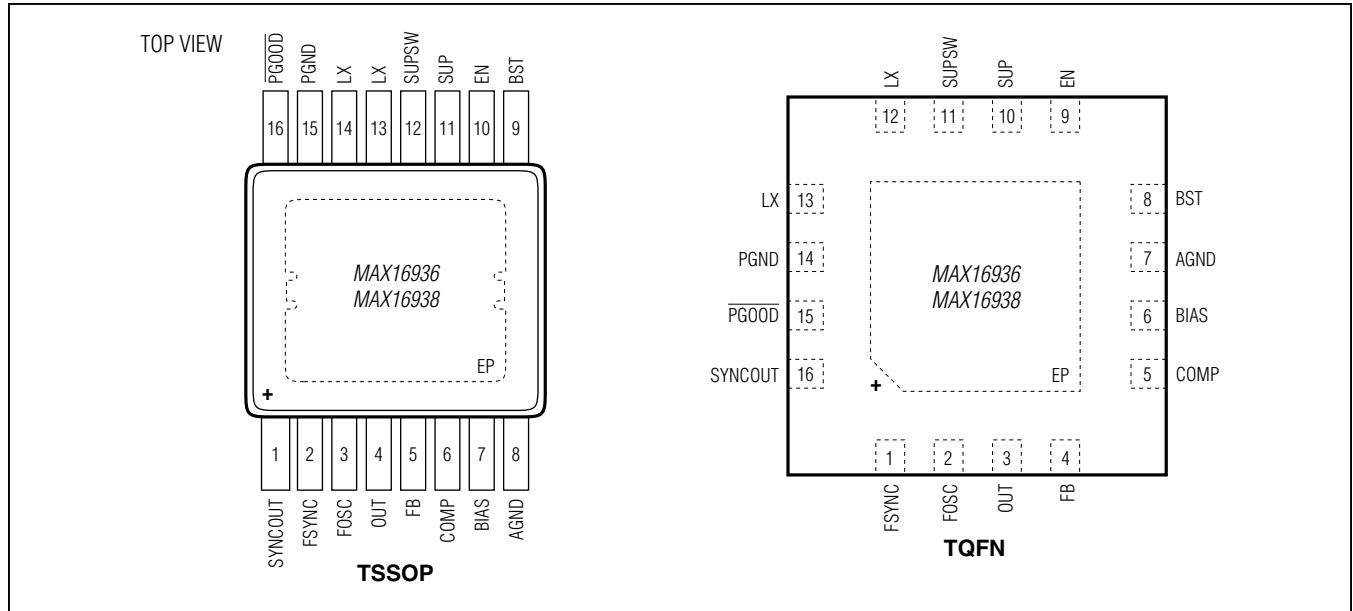 TOP VIEW
PGOOD
PGND
LX
LX
SUPSW
SUP
EN
BST
16 15 14 13 12 11 10 9
MAX16936
MAX16938
EP
+
1 2 3 4 5 6 7 8
SYNCOUT
FSYNC
FOSC
OUT
FB
COMP
BIAS
AGND
TSSOP
LX
SUPSW
SUP
EN
12 11 10 9
LX 13
PGND 14
PGOOD 15
SYNCOUT 16
MAX16936
MAX16938
EP
+
8 BST
7 AGND
6 BIAS
5 COMP
1 2 3 4
FSYNC
FOSC
OUT
FB
TQFN